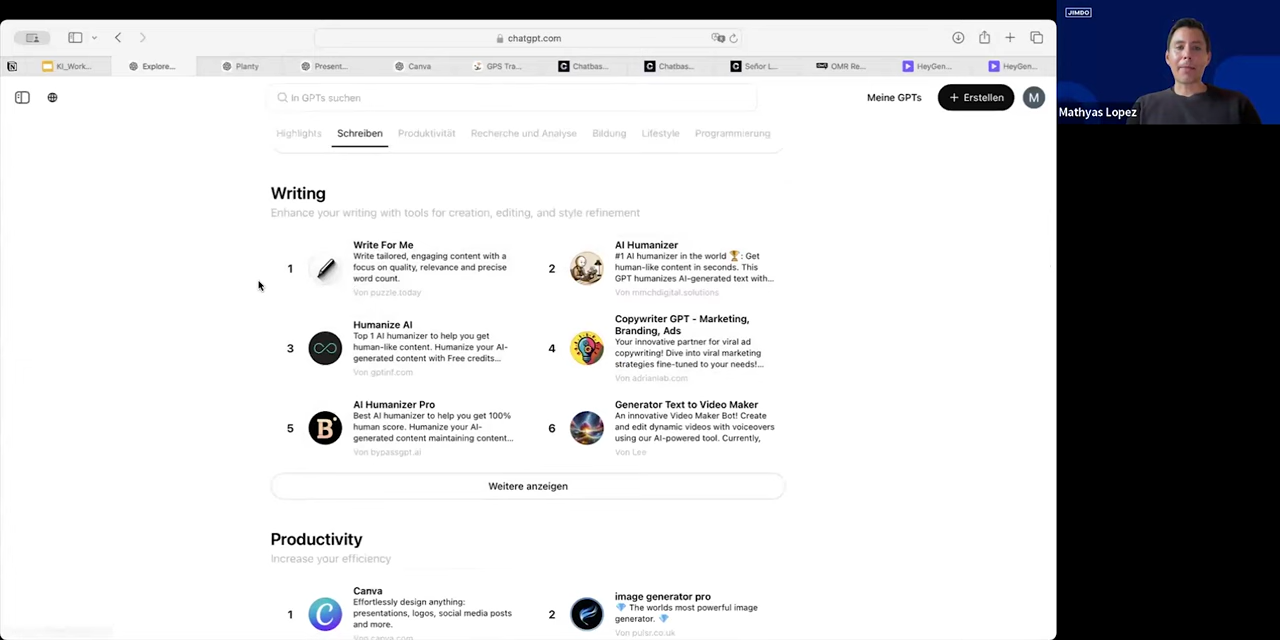 JIMDO
chatgpt.com
KI_Work...
Explore...
Planty
Present...
Canva
GPS Tra...
Chatbas...
Chatbas...
Señor L...
OMR Re...
HeyGen...
HeyGen...
In GPTs suchen
Meine GPTs
+ Erstellen
M
Mathyas Lopez
Highlights
Schreiben
Produktivität
Recherche und Analyse
Bildung
Lifestyle
Programmierung
Writing
Enhance your writing with tools for creation, editing, and style refinement
1
Write For Me
Write tailored, engaging content with a
focus on quality, relevance and precise
word count.
Von puzzle.today
2
AI Humanizer
#1 AI humanizer in the world 🏆: Get
human-like content in seconds. This
GPT humanizes AI-generated text with...
Von mmchdigital.solutions
3
Humanize AI
Top 1 AI humanizer to help you get
human-like content. Humanize your AI-
generated content with Free credits...
Von gptinf.com
4
Copywriter GPT - Marketing,
Branding, Ads
Your innovative partner for viral ad
copywriting! Dive into viral marketing
strategies fine-tuned to your needs!...
Von adrianlab.com
5
B
AI Humanizer Pro
Best AI humanizer to help you get 100%
human score. Humanize your AI-
generated content maintaining content...
Von bypassgpt.ai
6
Generator Text to Video Maker
An innovative Video Maker Bot! Create
and edit dynamic videos with voiceovers
using our AI-powered tool. Currently,
Von Lee
Weitere anzeigen
Productivity
Increase your efficiency
1
C
Canva
Effortlessly design anything:
presentations, logos, social media posts
and more.
Von canva.com
2
image generator pro
💎 The worlds most powerful image
generator. 💎
Von pulsr.co.uk